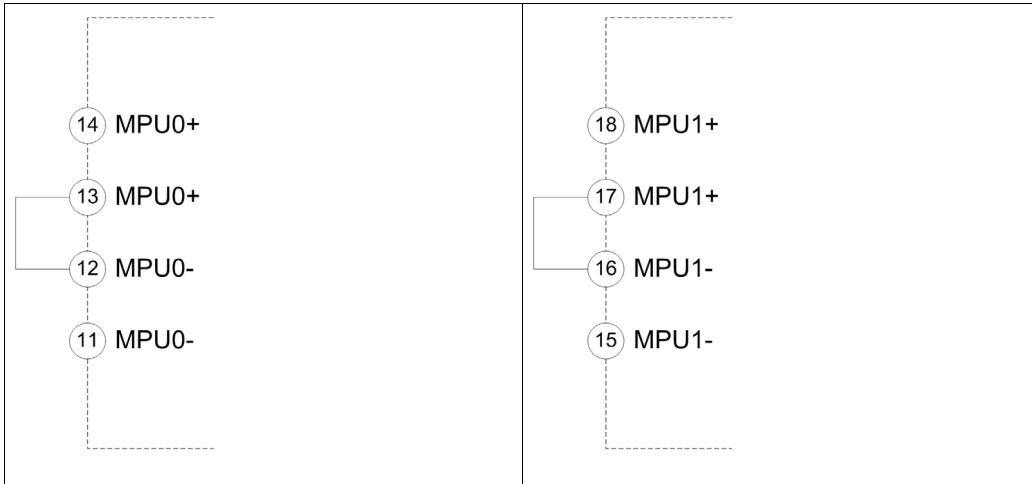 14 MPU0+
13 MPU0+
12 MPU0-
11 MPU0-
18 MPU1+
17 MPU1+
16 MPU1-
15 MPU1-